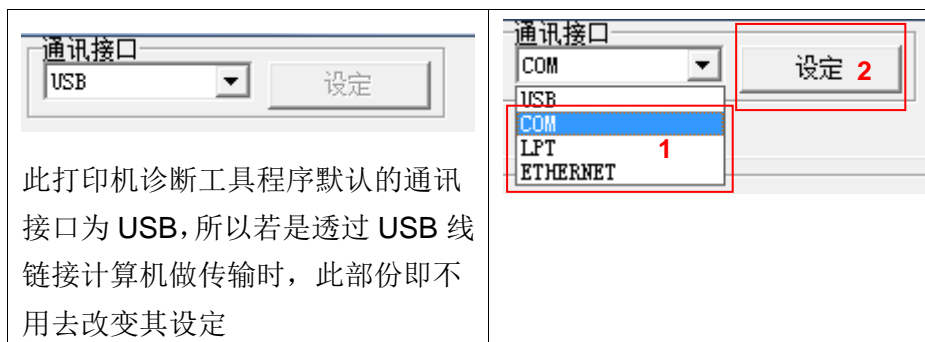 通讯接口
USB
设定
此打印机诊断工具程序默认的通讯
接口为 USB，所以若是透过 USB 线
链接计算机做传输时，此部份即不
用去改变其设定
通讯接口
COM
设定 2
USB
COM
LPT
1
ETHERNET